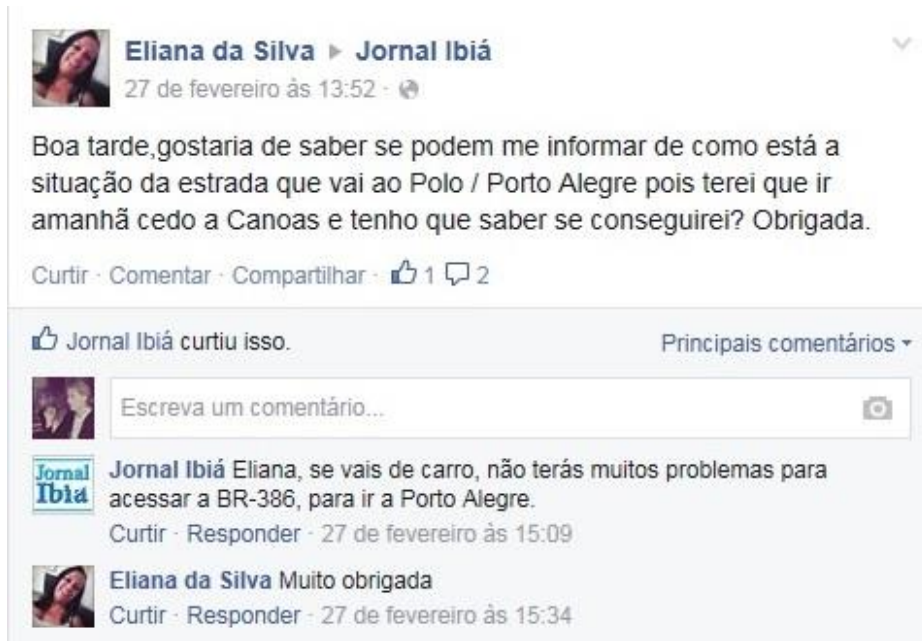 Eliana da Silva ▸ Jornal Ibiá
27 de fevereiro às 13:52 ·
Boa tarde,gostaria de saber se podem me informar de como está a
situação da estrada que vai ao Polo / Porto Alegre pois terei que ir
amanhã cedo a Canoas e tenho que saber se conseguirei? Obrigada.
Curtir · Comentar · Compartilhar · 1 2
Jornal Ibiá curtiu isso.
Principais comentários
Escreva um comentário...
Jornal
Ibiá
Jornal Ibiá Eliana, se vais de carro, não terás muitos problemas para
acessar a BR-386, para ir a Porto Alegre.
Curtir · Responder · 27 de fevereiro às 15:09
Eliana da Silva Muito obrigada
Curtir · Responder · 27 de fevereiro às 15:34